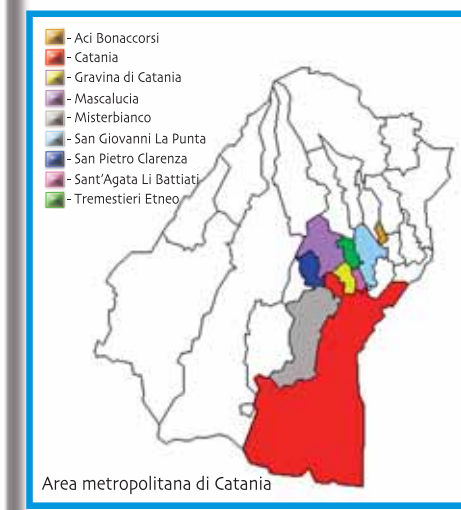 - Aci Bonaccorsi
- Catania
- Gravina di Catania
- Mascalucia
- Misterbianco
- San Giovanni La Punta
- San Pietro Clarenza
- Sant'Agata Li Battiati
- Tremestieri Etneo
Area metropolitana di Catania